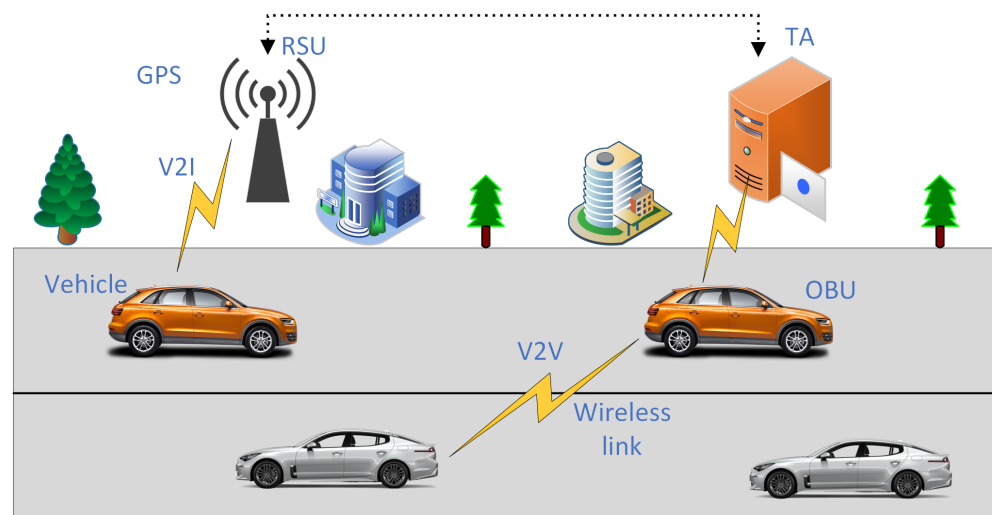 RSU
TA
GPS
V2I
Vehicle
OBU
V2V
Wireless
link